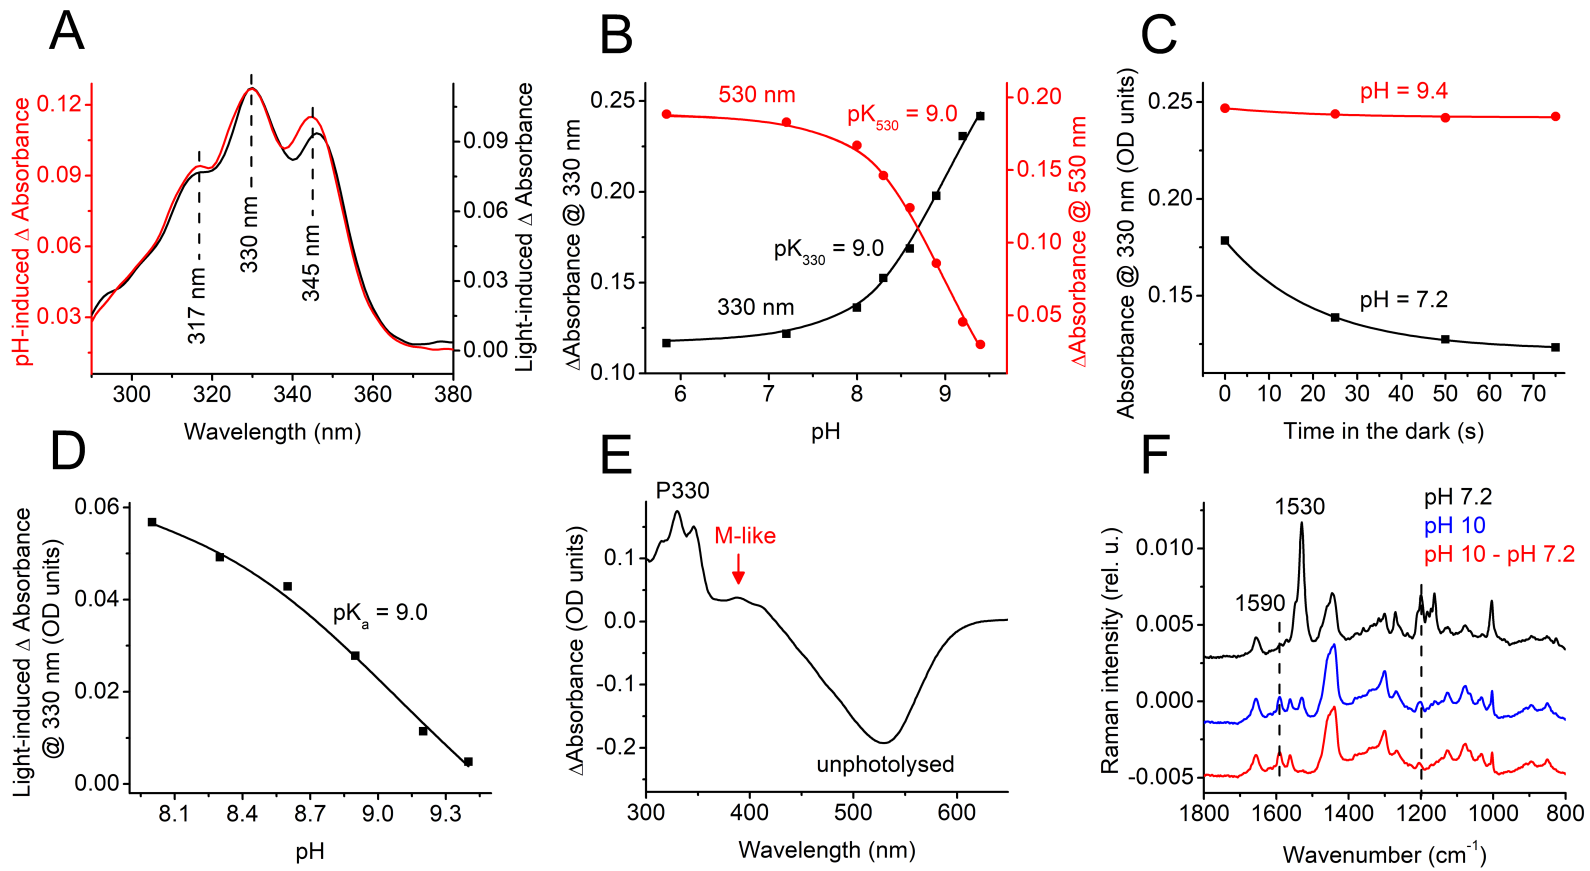 A
pH-induced Δ Absorbance
0.12
0.09
0.06
0.03
317 nm
330 nm
345 nm
0.09
0.06
0.03
0.00
Light-induced Δ Absorbance
300
320
340
360
380
Wavelength (nm)
B
ΔAbsorbance @ 330 nm
0.25
0.20
0.15
0.10
530 nm
pK530 = 9.0
pK330 = 9.0
330 nm
0.20
0.15
0.10
0.05
ΔAbsorbance @ 530 nm
6
7
8
9
pH
C
Absorbance @ 330 nm (OD units)
0.25
0.20
0.15
pH = 9.4
pH = 7.2
0 10 20 30 40 50 60 70
Time in the dark (s)
D
Light-induced Δ Absorbance
@ 330 nm (OD units)
0.06
0.04
0.02
0.00
pKa = 9.0
8.1
8.4
8.7
9.0
9.3
pH
E
ΔAbsorbance (OD units)
0.1
0.0
-0.1
-0.2
P330
M-like
unphotolysed
300
400
500
600
Wavelength (nm)
F
Raman intensity (rel. u.)
0.010
0.005
0.000
-0.005
1530
1590
pH 7.2
pH 10
pH 10 - pH 7.2
1800 1600 1400 1200 1000 800
Wavenumber (cm-1)